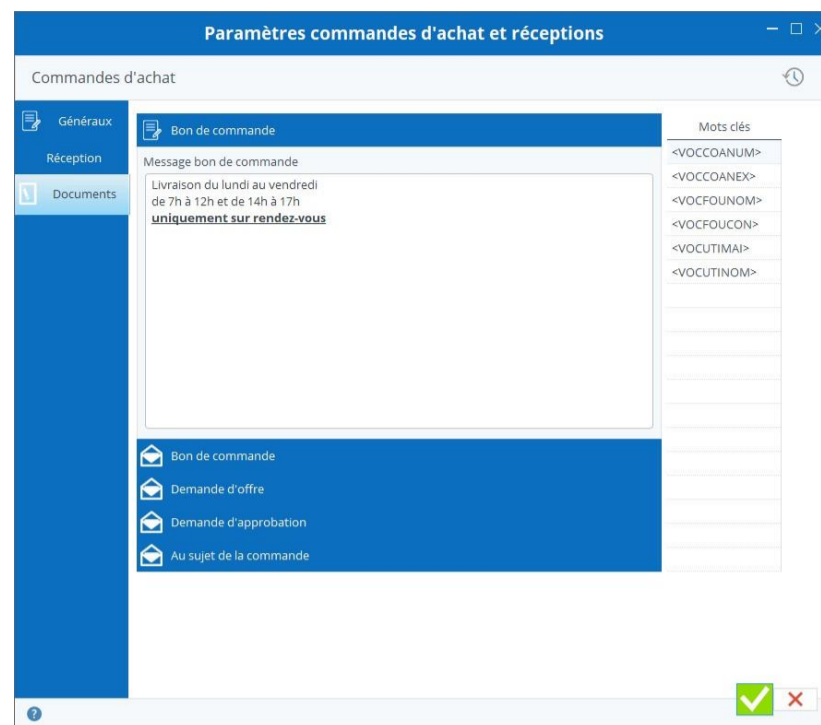 Paramètres commandes d'achat et réceptions
Commandes d'achat
Généraux
Réception
Documents
Bon de commande
Message bon de commande
Livraison du lundi au vendredi
de 7h à 12h et de 14h à 17h
uniquement sur rendez-vous
Bon de commande
Demande d'offre
Demande d'approbation
Au sujet de la commande
Mots clés
<VOCCOANUM>
<VOCCOANEX>
<VOCFOUNOM>
<VOCFOUCON>
<VOCUTIMAI>
<VOCUTINOM>